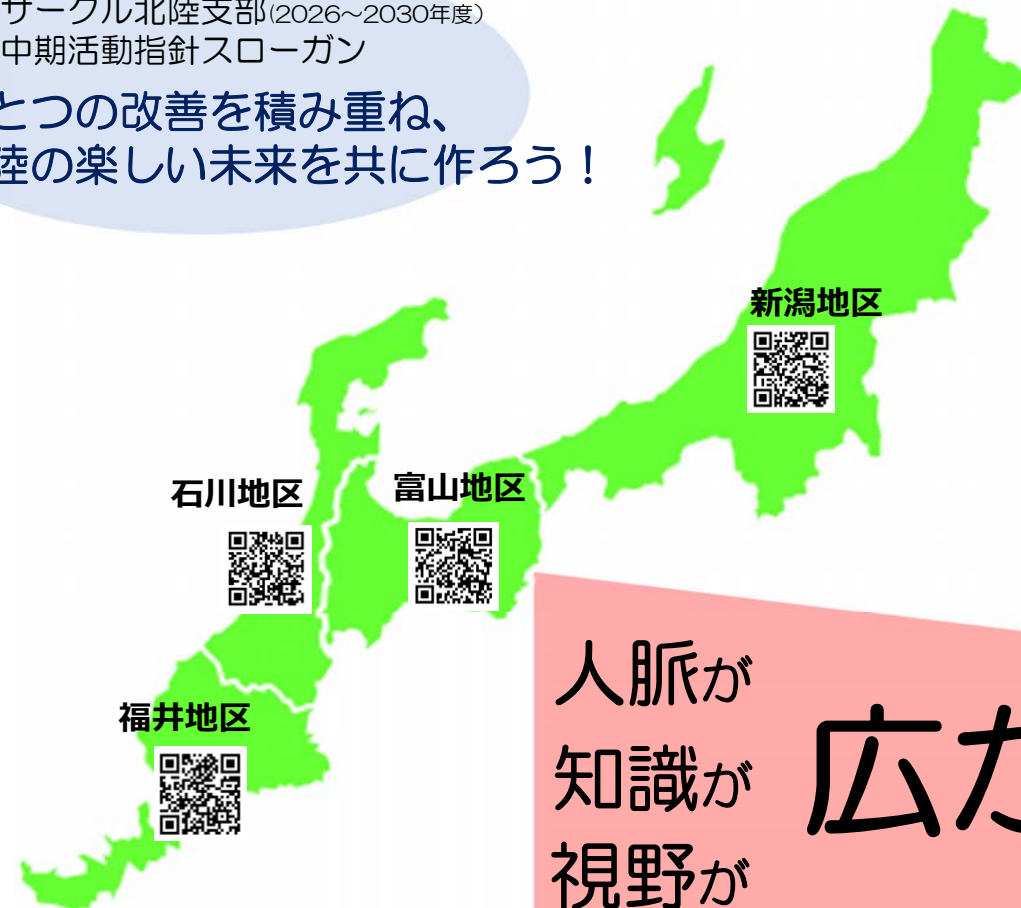 サークル北陸支部(2026～2030年度)
中期活動指針スローガン
とつの改善を積み重ね、
陸の楽しい未来を共に作ろう！
新潟地区
石川地区
富山地区
福井地区
人脈が
知識が
視野が
広が